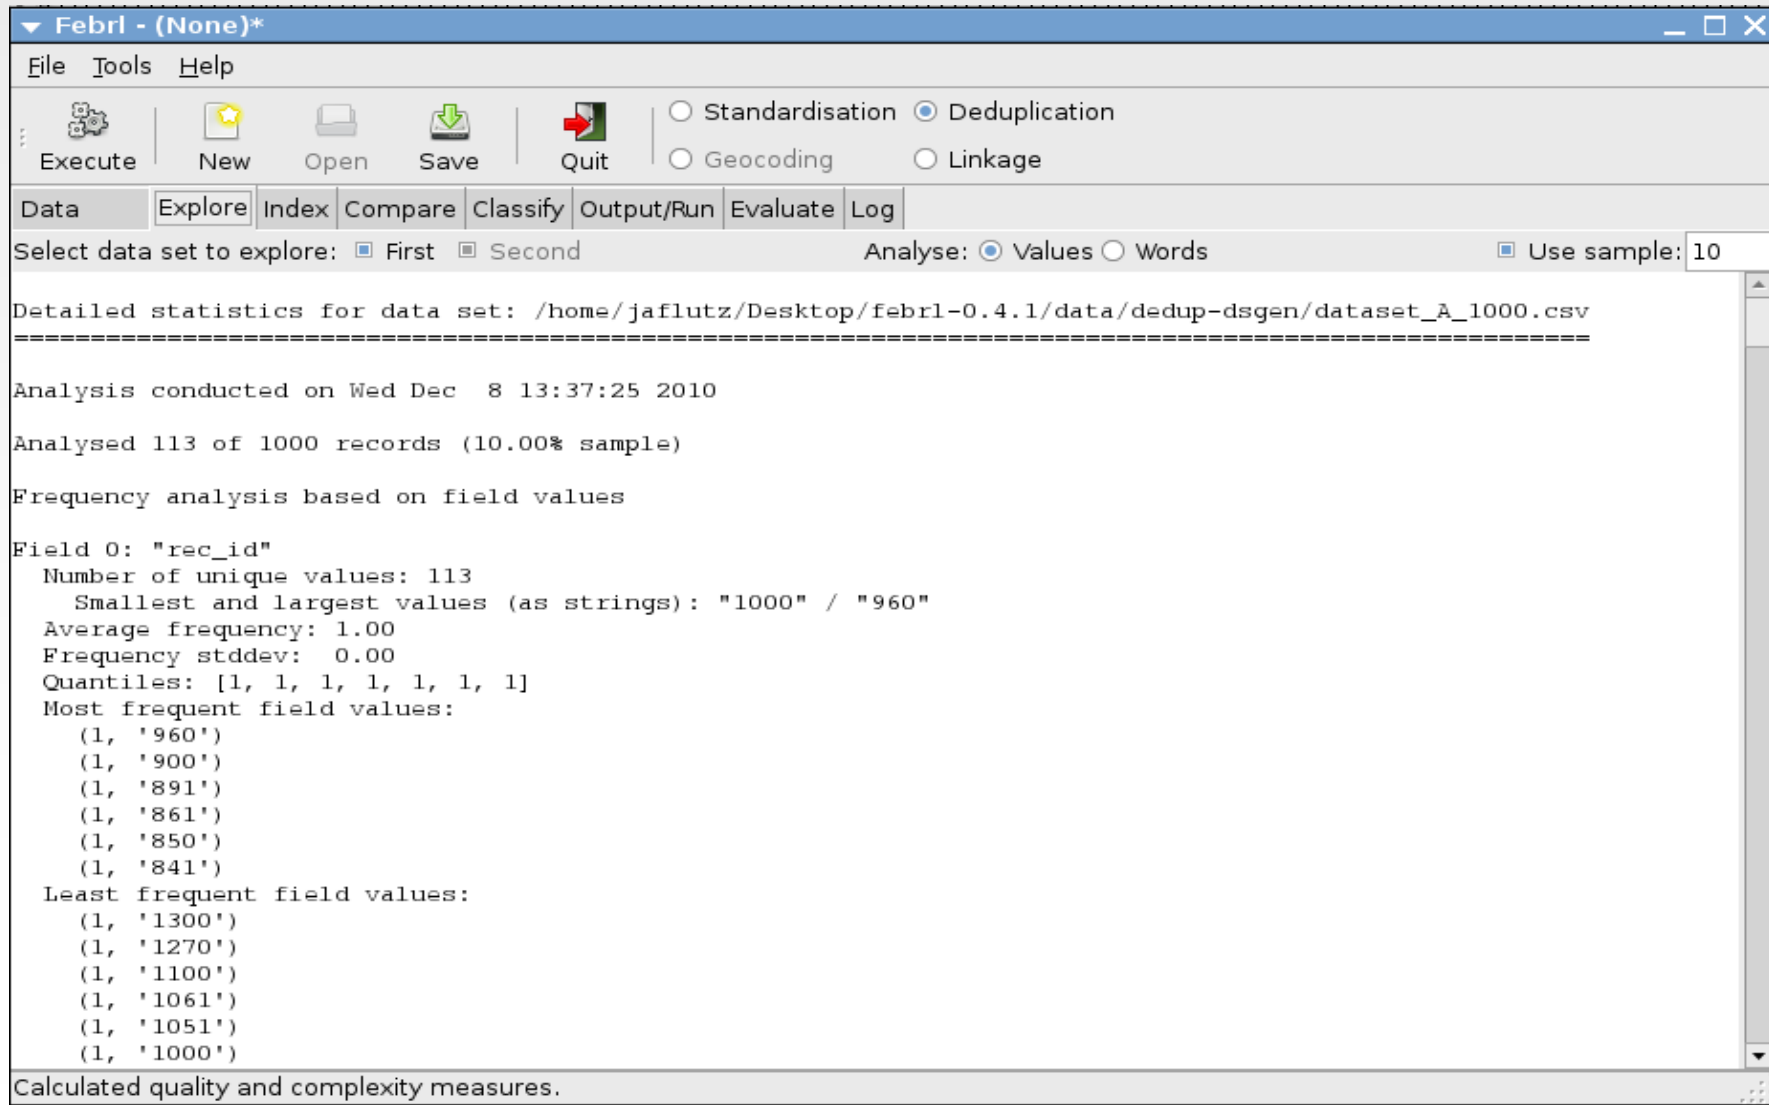 Febrl - (None)*
File Tools Help
Standardisation Deduplication
Execute New Open Save Quit Geocoding Linkage
Data Explore Index Compare Classify Output/Run Evaluate Log
Select data set to explore: First Second Analyse: Values Words Use sample: 10
Detailed statistics for data set: /home/jaflutz/Desktop/febrl-0.4.1/data/dedup-dsgen/dataset_A_1000.csv
=======================================================================================================
Analysis conducted on Wed Dec  8 13:37:25 2010
Analysed 113 of 1000 records (10.00% sample)
Frequency analysis based on field values
Field 0: "rec_id"
  Number of unique values: 113
    Smallest and largest values (as strings): "1000" / "960"
  Average frequency: 1.00
  Frequency stddev:  0.00
  Quantiles: [1, 1, 1, 1, 1, 1, 1]
  Most frequent field values:
    (1, '960')
    (1, '900')
    (1, '891')
    (1, '861')
    (1, '850')
    (1, '841')
  Least frequent field values:
    (1, '1300')
    (1, '1270')
    (1, '1100')
    (1, '1061')
    (1, '1051')
    (1, '1000')
Calculated quality and complexity measures.